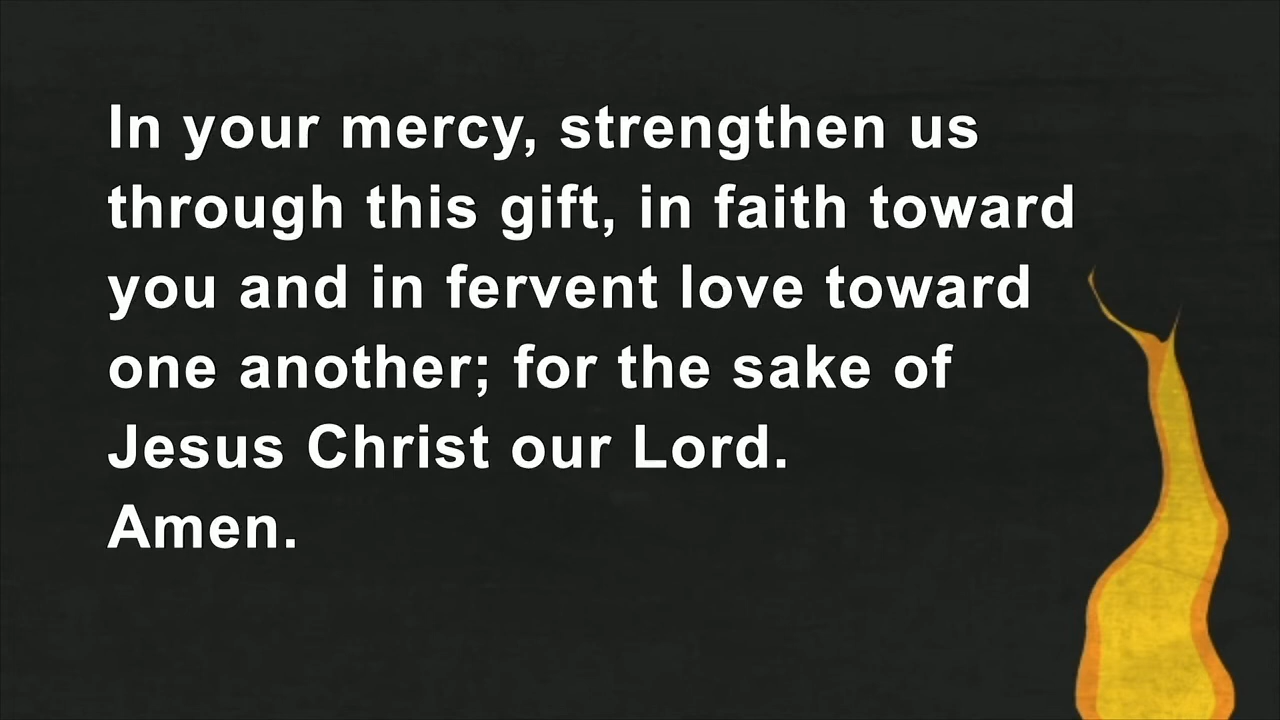 In your mercy, strengthen us
through this gift, in faith toward
you and in fervent love toward
one another; for the sake of
Jesus Christ our Lord.
Amen.